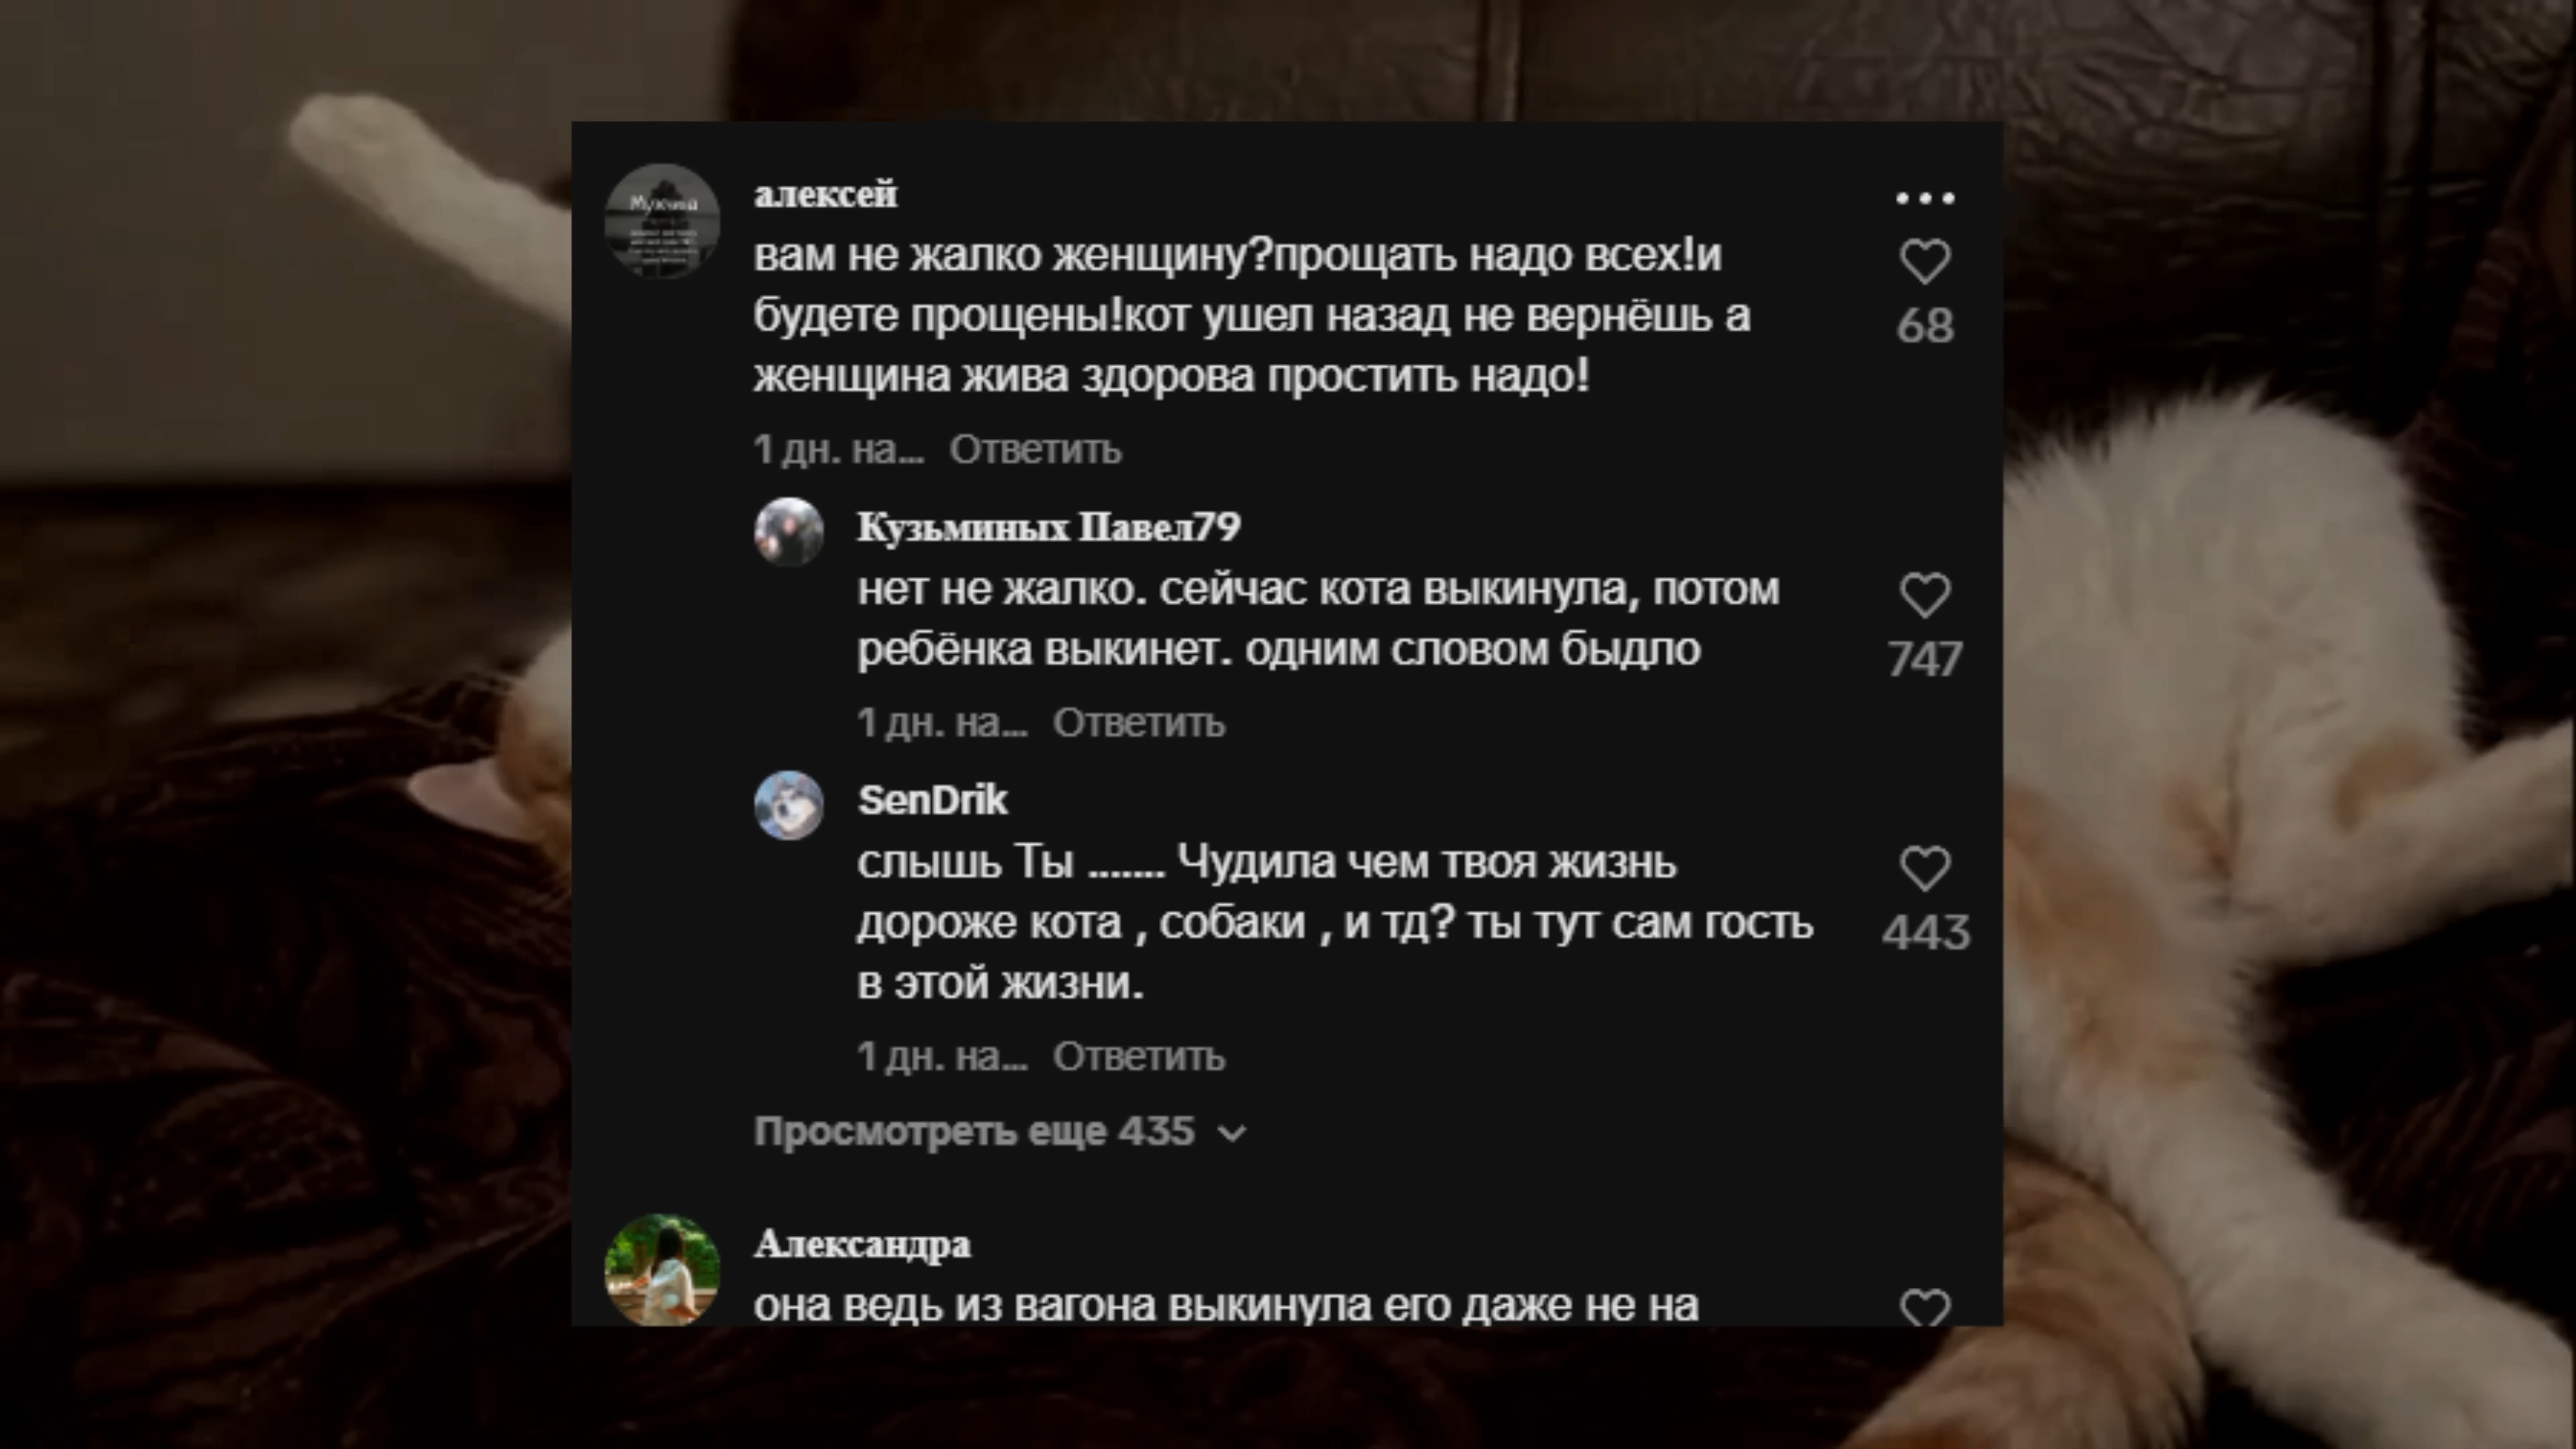 Мужчина
алексей
вам не жалко женщину?прощать надо всех!и
будете прощены!кот ушел назад не вернёшь а
женщина жива здорова простить надо!
68
1 дн. на... Ответить
Кузьминых Павел79
нет не жалко. сейчас кота выкинула, потом
ребёнка выкинет. одним словом быдло
747
1 дн. на... Ответить
SenDrik
слышь Ты ....... Чудила чем твоя жизнь
дороже кота , собаки , и тд? ты тут сам гость
в этой жизни.
443
1 дн. на... Ответить
Просмотреть еще 435
Александра
она ведь из вагона выкинула его даже не на